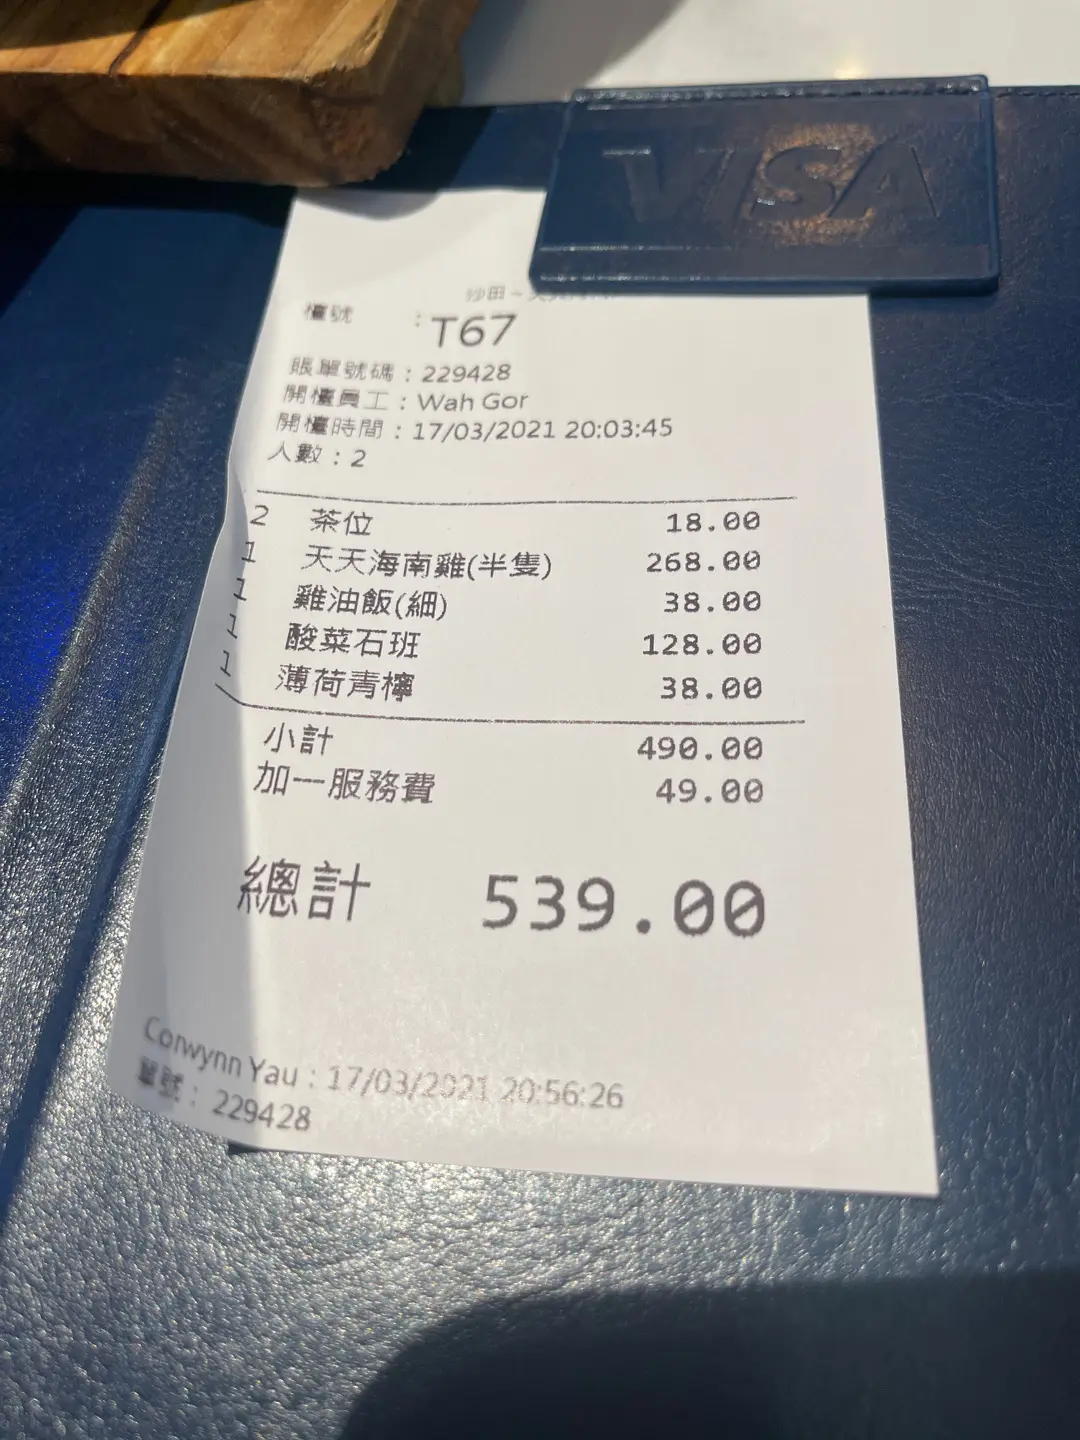 VISA
沙田 -
檯號 : T67
賬單號碼 : 229428
開檯員工 : Wah Gor
開檯時間 : 17/03/2021 20:03:45
人數 : 2
2 茶位 18.00
1 天天海南雞(半隻) 268.00
1 雞油飯(細) 38.00
1 酸菜石班 128.00
1 薄荷青檸 38.00
小計 490.00
加一服務費 49.00
總計 539.00
Corwynn Yau : 17/03/2021 20:56:26
單號 : 229428